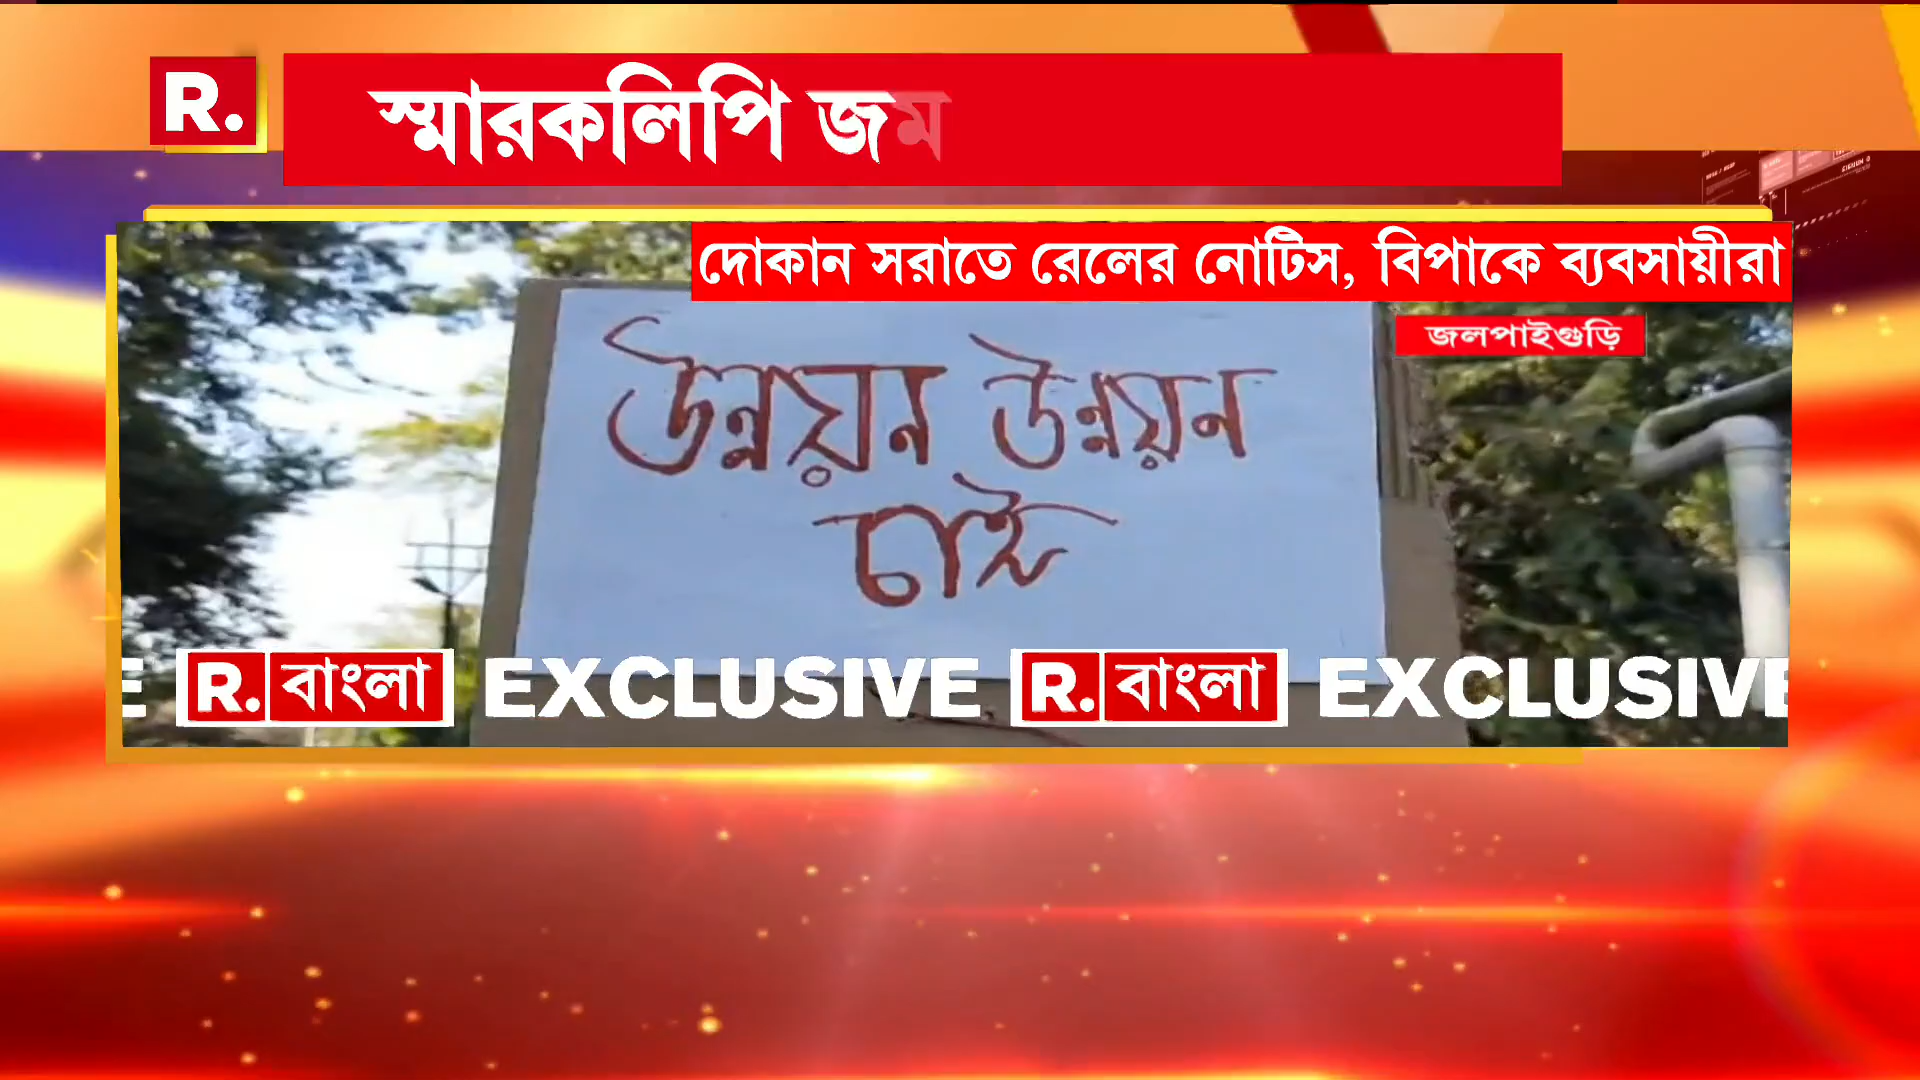 R. স্মারকলিপি জম
দোকান সরাতে রেলের নোটিস, বিপাকে ব্যবসায়ীরা
জলপাইগুড়ি
উন্নয়ন উন্নয়ন
চাই
R. বাংলা EXCLUSIVE R. বাংলা EXCLUSIVE